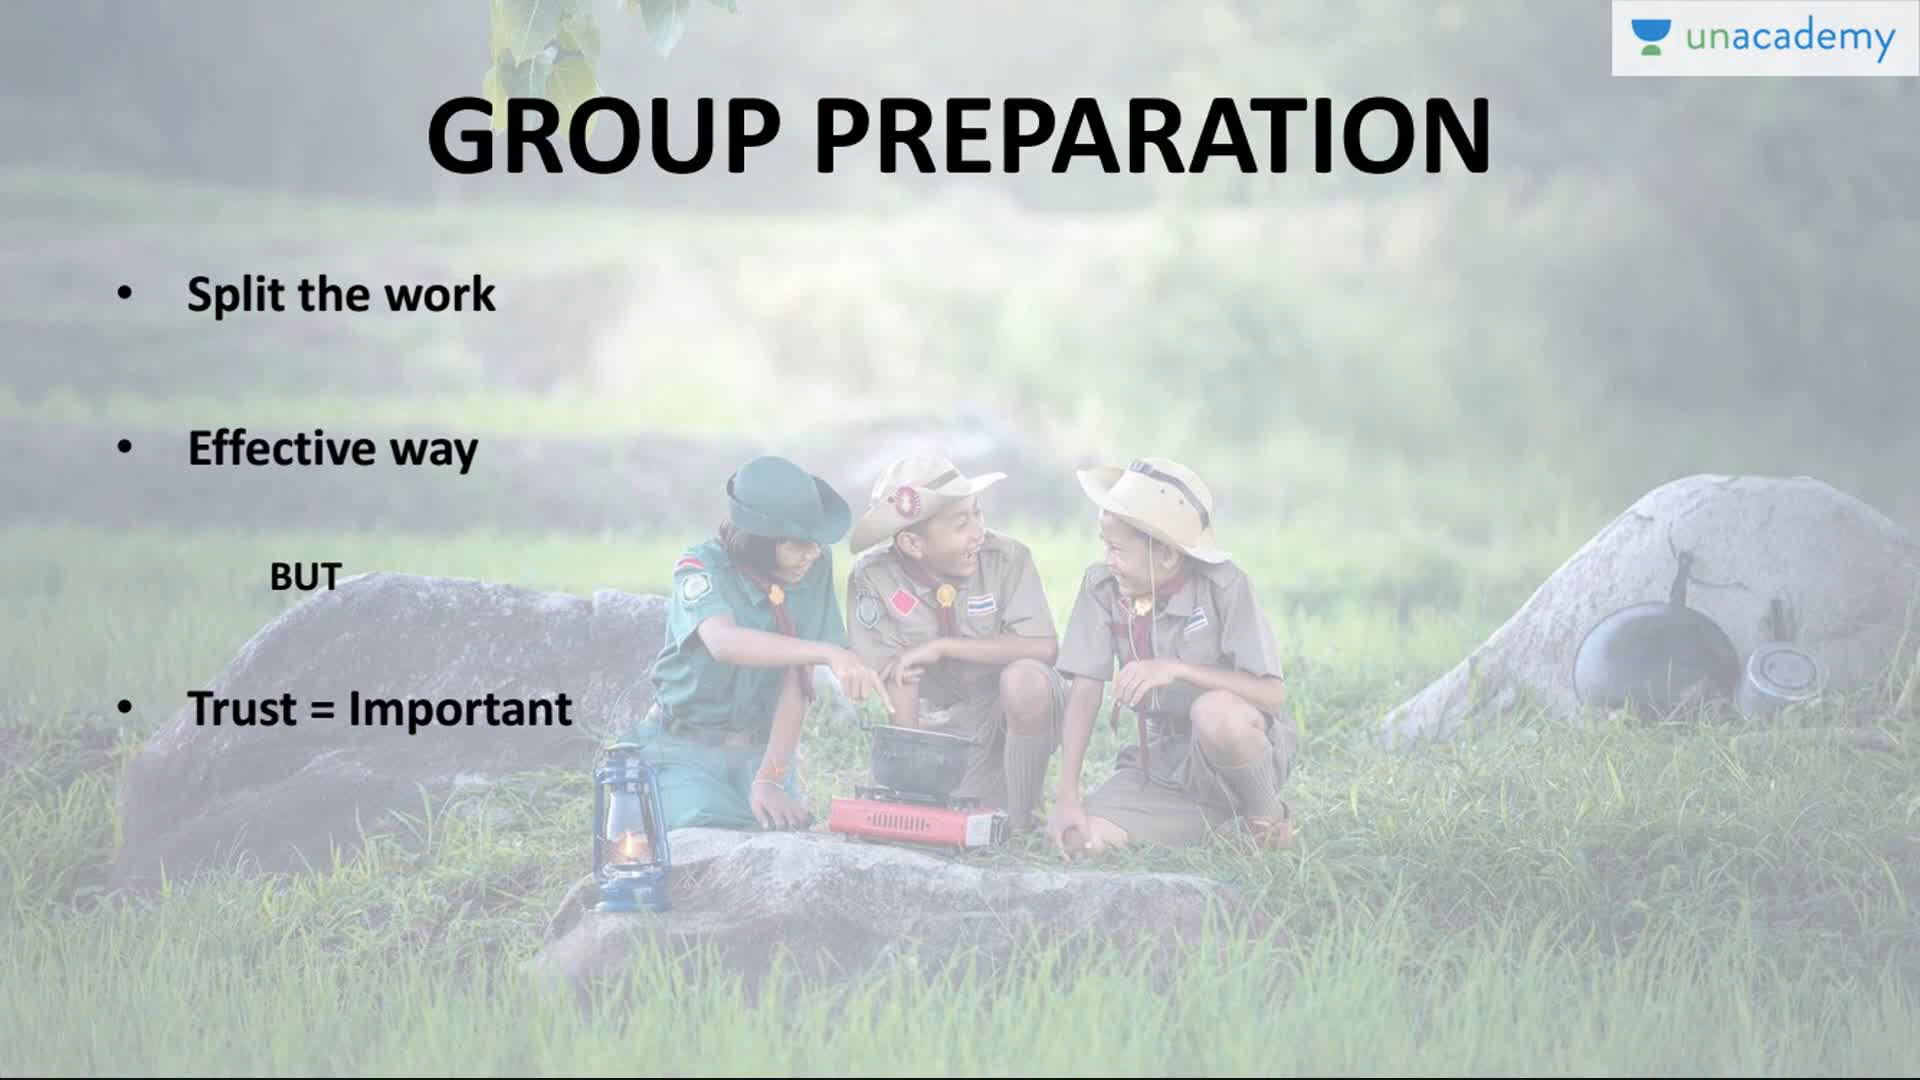 unacademy
GROUP PREPARATION
• Split the work
• Effective way
BUT
• Trust = Important